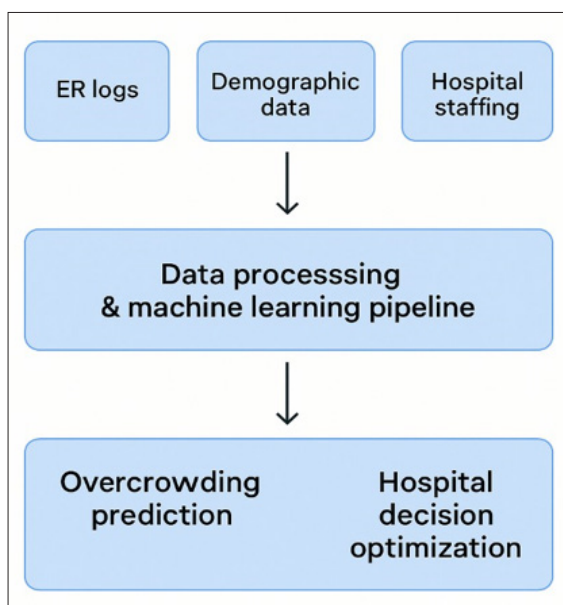 ER logs
Demographic
data
Hospital
staffing
Data processsing
& machine learning pipeline
Overcrowding
prediction
Hospital
decision
optimization